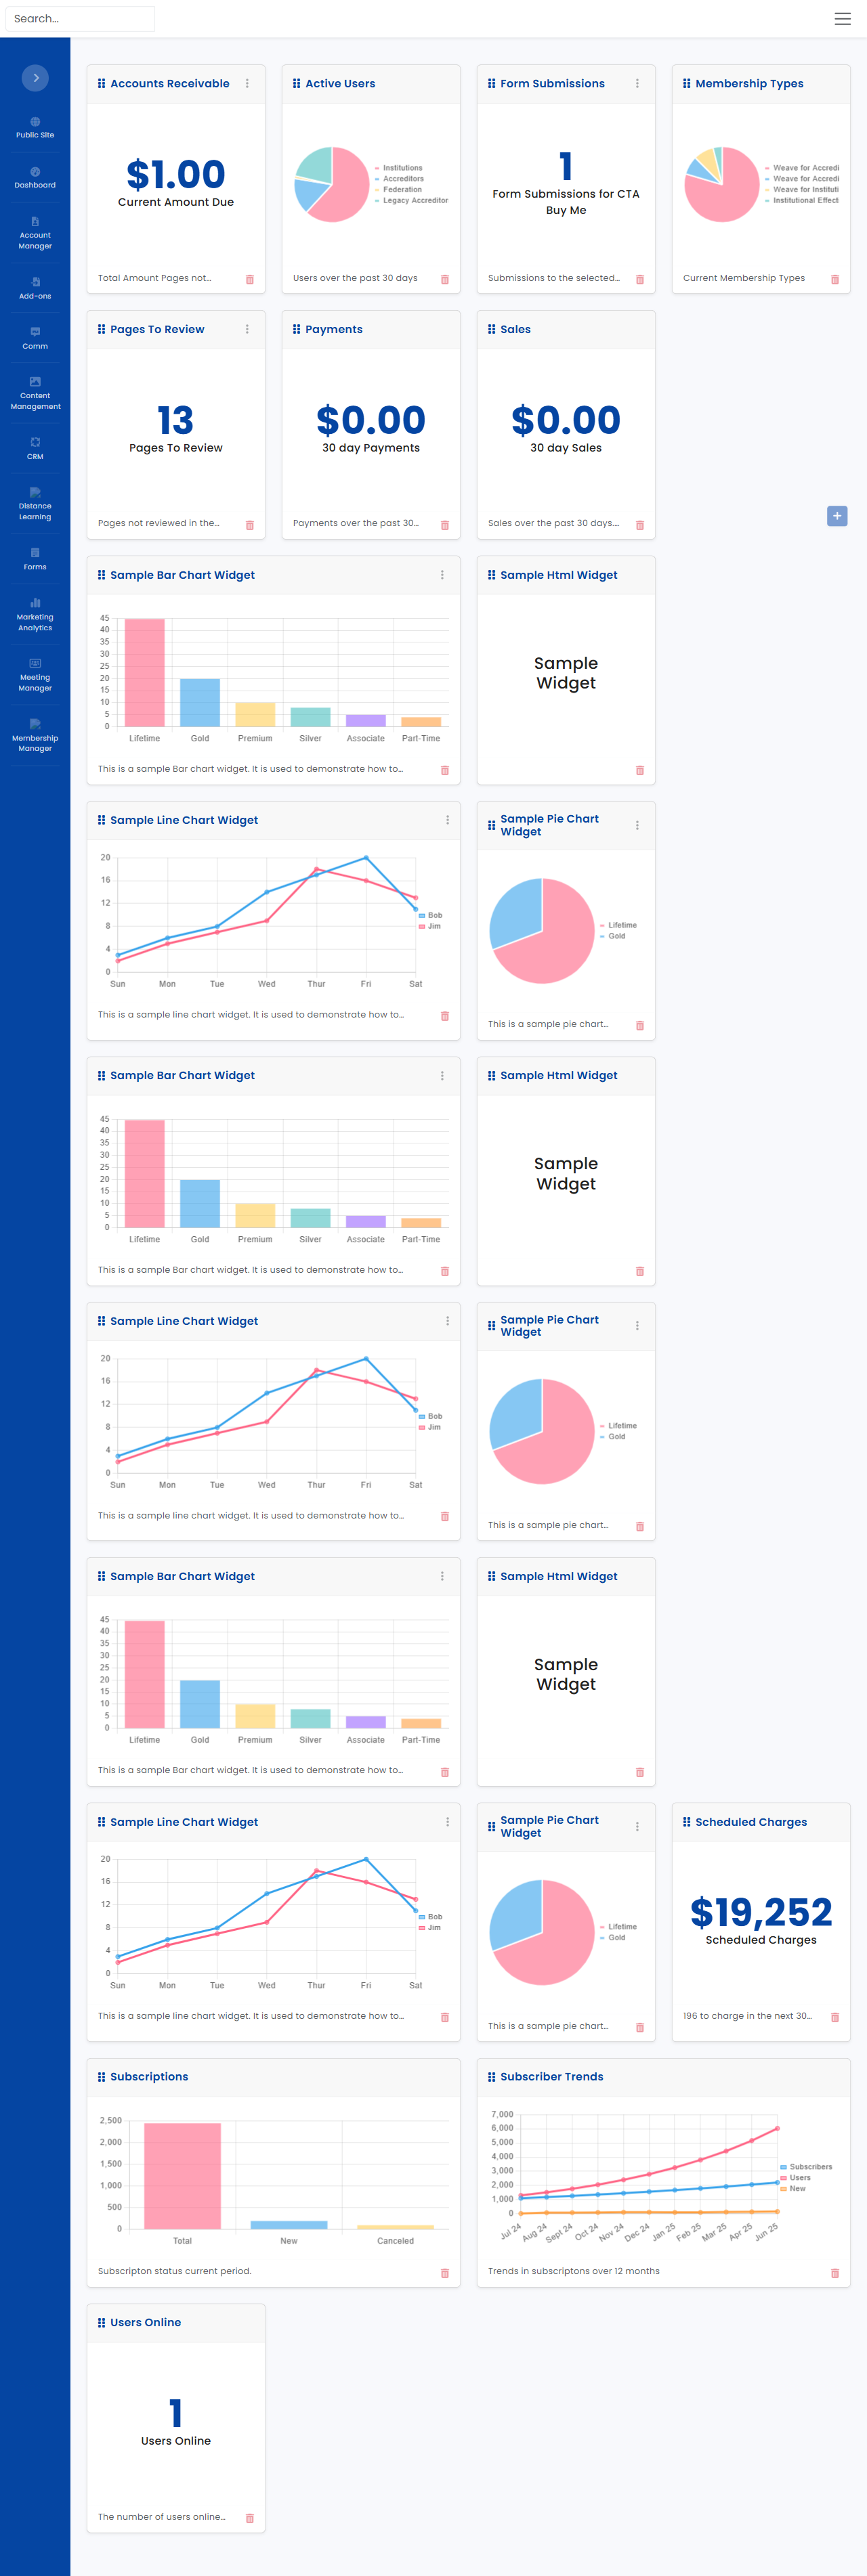 Search...
Public Site
Dashboard
Account
Manager
Add-ons
Comm
Content
Management
CRM
Distance
Learning
Forms
Marketing
Analytics
Meeting
Manager
Membership
Manager
Accounts Receivable
$1.00
Current Amount Due
Total Amount Pages not...
Active Users
Institutions
Accreditors
Federation
Legacy Accreditor
Users over the past 30 days
Form Submissions
1
Form Submissions for CTA
Buy Me
Submissions to the selected...
Membership Types
Weave for Accredi
Weave for Accredi
Weave for Instituti
Institutional Effect
Current Membership Types
Pages To Review
13
Pages To Review
Pages not reviewed in the...
Payments
$0.00
30 day Payments
Payments over the past 30...
Sales
$0.00
30 day Sales
Sales over the past 30 days....
Sample Bar Chart Widget
45
40
35
30
25
20
15
10
5
0
Lifetime Gold Premium Silver Associate Part-Time
This is a sample Bar chart widget. It is used to demonstrate how to...
Sample Html Widget
Sample
Widget
Sample Line Chart Widget
20
16
12
8
4
0
Sun Mon Tue Wed Thur Fri Sat
Bob
Jim
This is a sample line chart widget. It is used to demonstrate how to...
Sample Pie Chart
Widget
Lifetime
Gold
This is a sample pie chart...
Sample Bar Chart Widget
45
40
35
30
25
20
15
10
5
0
Lifetime Gold Premium Silver Associate Part-Time
This is a sample Bar chart widget. It is used to demonstrate how to...
Sample Html Widget
Sample
Widget
Sample Line Chart Widget
20
16
12
8
4
0
Sun Mon Tue Wed Thur Fri Sat
Bob
Jim
This is a sample line chart widget. It is used to demonstrate how to...
Sample Pie Chart
Widget
Lifetime
Gold
This is a sample pie chart...
Sample Bar Chart Widget
45
40
35
30
25
20
15
10
5
0
Lifetime Gold Premium Silver Associate Part-Time
This is a sample Bar chart widget. It is used to demonstrate how to...
Sample Html Widget
Sample
Widget
Sample Line Chart Widget
20
16
12
8
4
0
Sun Mon Tue Wed Thur Fri Sat
Bob
Jim
This is a sample line chart widget. It is used to demonstrate how to...
Sample Pie Chart
Widget
Lifetime
Gold
This is a sample pie chart...
Scheduled Charges
$19,252
Scheduled Charges
196 to charge in the next 30...
Subscriptions
2,500
2,000
1,500
1,000
500
0
Total New Canceled
Subscripton status current period.
Subscriber Trends
7,000
6,000
5,000
4,000
3,000
2,000
1,000
0
Jul 24 Aug 24 Sept 24 Oct 24 Nov 24 Dec 24 Jan 25 Feb 25 Mar 25 Apr 25 Jun 25
Subscribers
Users
New
Trends in subscriptons over 12 months
Users Online
1
Users Online
The number of users online...